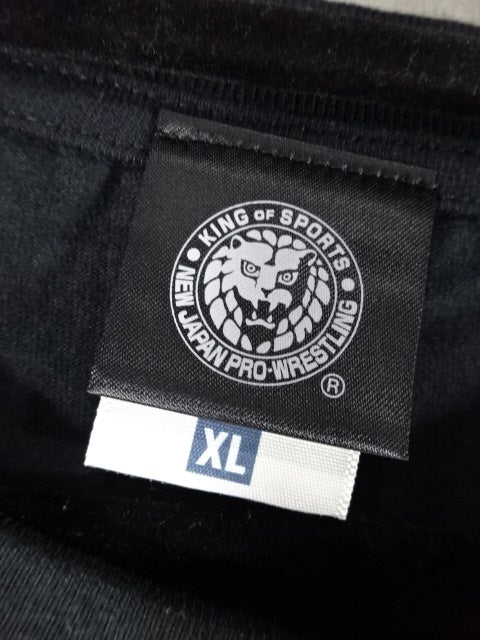 KING OF SPORTS
NEW JAPAN PRO-WRESTLING
®
XL